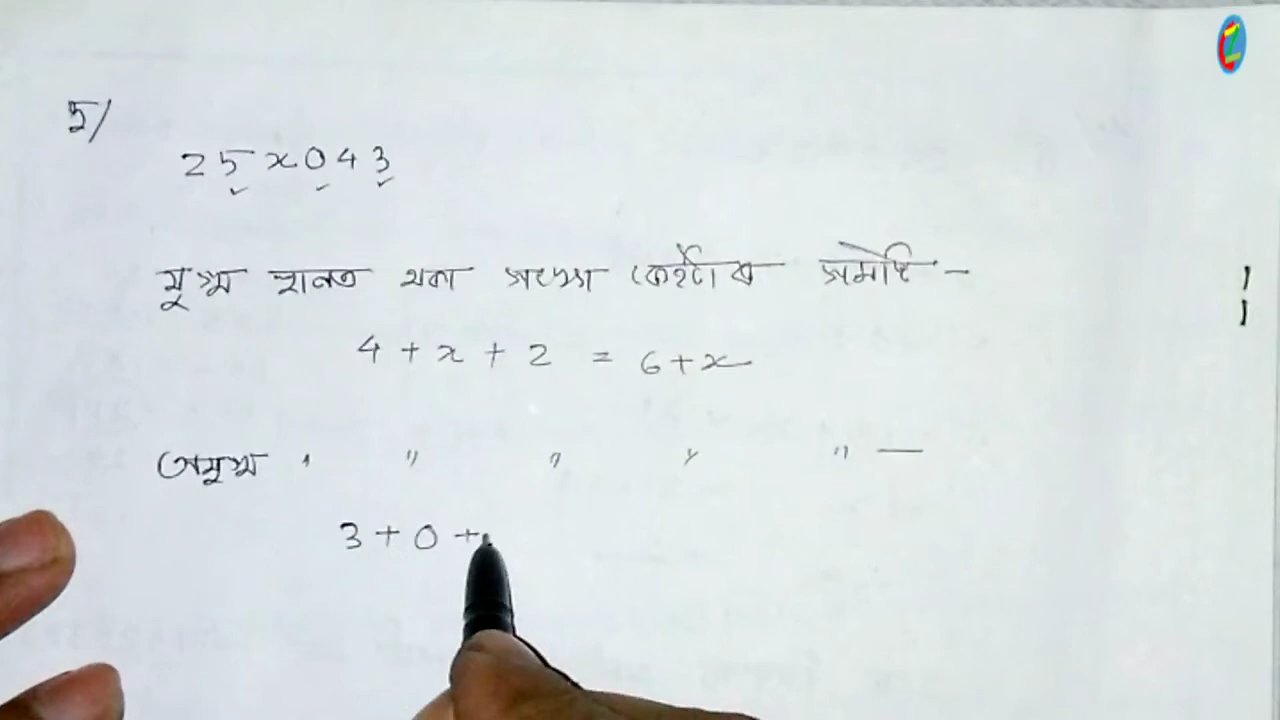 5/
25x043
যুগ্ম স্থানত থকা সংখ্যা কেইটাৰ সমষ্টি -
4 + x + 2 = 6 + x
অযুগ্ম " " " " " —
3 + 0 +